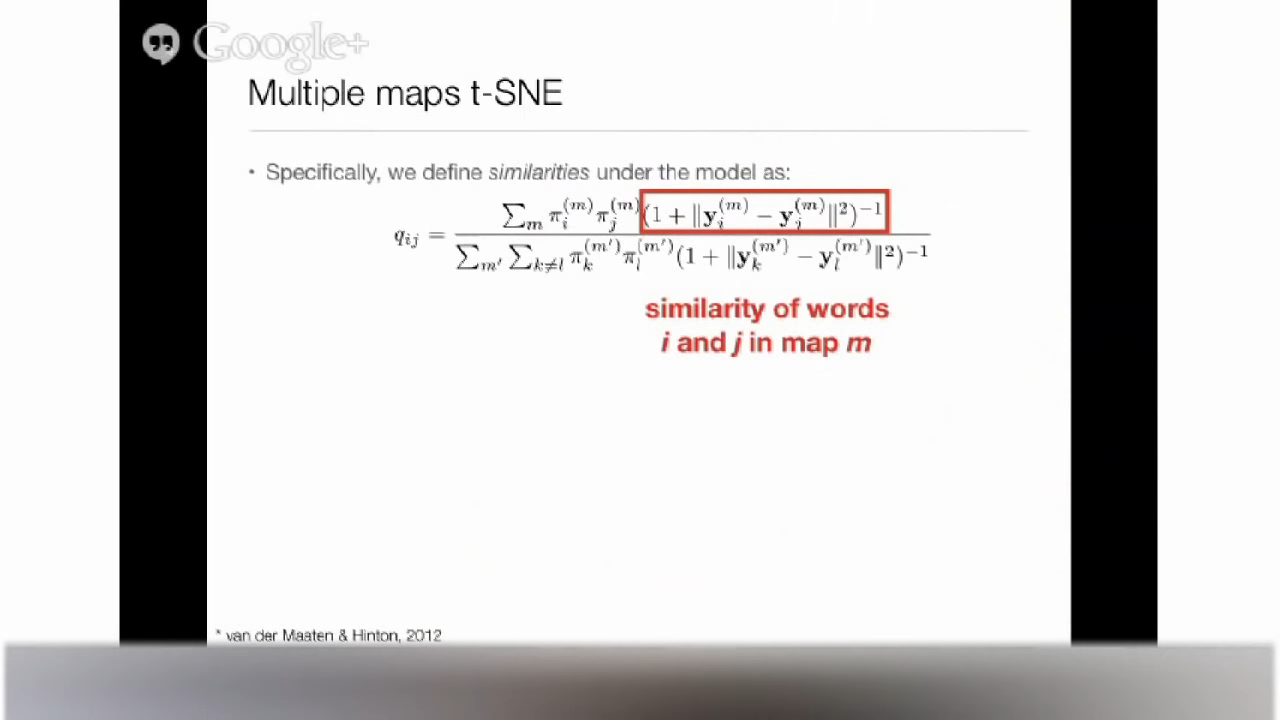 Google+
Multiple maps t-SNE
• Specifically, we define similarities under the model as:
q_{ij} = \frac{\sum_m \pi_i^{(m)} \pi_j^{(m)} (1 + \|\mathbf{y}_i^{(m)} - \mathbf{y}_j^{(m)}\|^2)^{-1}}{\sum_{m'} \sum_{k \neq l} \pi_k^{(m')} \pi_l^{(m')} (1 + \|\mathbf{y}_k^{(m')} - \mathbf{y}_l^{(m')}\|^2)^{-1}}
similarity of words
i and j in map m
* van der Maaten & Hinton, 2012